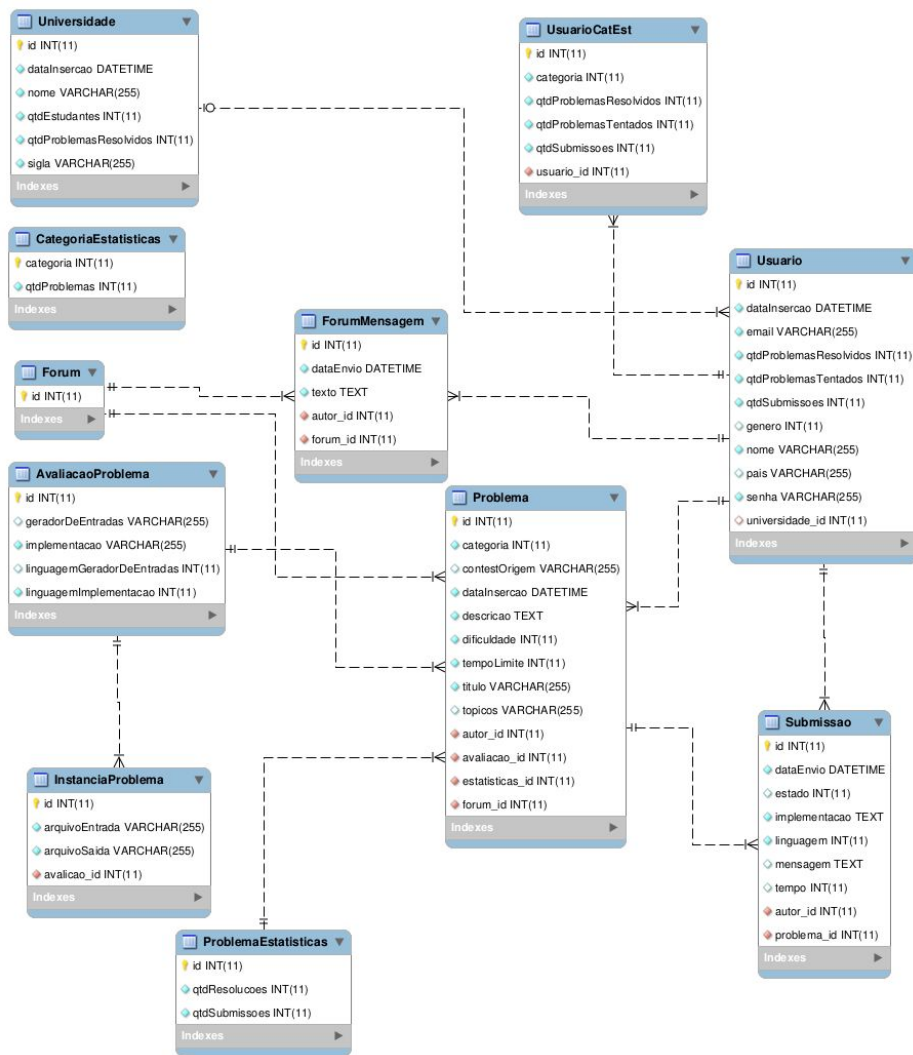 Universidade
id INT(11)
dataInsercao DATETIME
nome VARCHAR(255)
qtdEstudantes INT(11)
qtdProblemasResolvidos INT(11)
sigla VARCHAR(255)
Indexes
UsuarioCatEst
id INT(11)
categoria INT(11)
qtdProblemasResolvidos INT(11)
qtdProblemasTentados INT(11)
qtdSubmissoes INT(11)
usuario_id INT(11)
Indexes
CategoriaEstatisticas
categoria INT(11)
qtdProblemas INT(11)
Indexes
Usuario
id INT(11)
dataInsercao DATETIME
email VARCHAR(255)
qtdProblemasResolvidos INT(11)
qtdProblemasTentados INT(11)
qtdSubmissoes INT(11)
genero INT(11)
nome VARCHAR(255)
pais VARCHAR(255)
senha VARCHAR(255)
universidade_id INT(11)
Indexes
ForumMensagem
id INT(11)
dataEnvio DATETIME
texto TEXT
autor_id INT(11)
forum_id INT(11)
Indexes
Forum
id INT(11)
Indexes
AvaliacaoProblema
id INT(11)
geradorDeEntradas VARCHAR(255)
implementacao VARCHAR(255)
linguagemGeradorDeEntradas INT(11)
linguagemImplementacao INT(11)
Indexes
Problema
id INT(11)
categoria INT(11)
contestOrigem VARCHAR(255)
dataInsercao DATETIME
descricao TEXT
dificuldade INT(11)
tempoLimite INT(11)
titulo VARCHAR(255)
topicos VARCHAR(255)
autor_id INT(11)
avaliacao_id INT(11)
estatisticas_id INT(11)
forum_id INT(11)
Indexes
Submissao
id INT(11)
dataEnvio DATETIME
estado INT(11)
implementacao TEXT
linguagem INT(11)
mensagem TEXT
tempo INT(11)
autor_id INT(11)
problema_id INT(11)
Indexes
InstanciaProblema
id INT(11)
arquivoEntrada VARCHAR(255)
arquivoSaida VARCHAR(255)
avalicao_id INT(11)
Indexes
ProblemaEstatisticas
id INT(11)
qtdResolucoes INT(11)
qtdSubmissoes INT(11)
Indexes